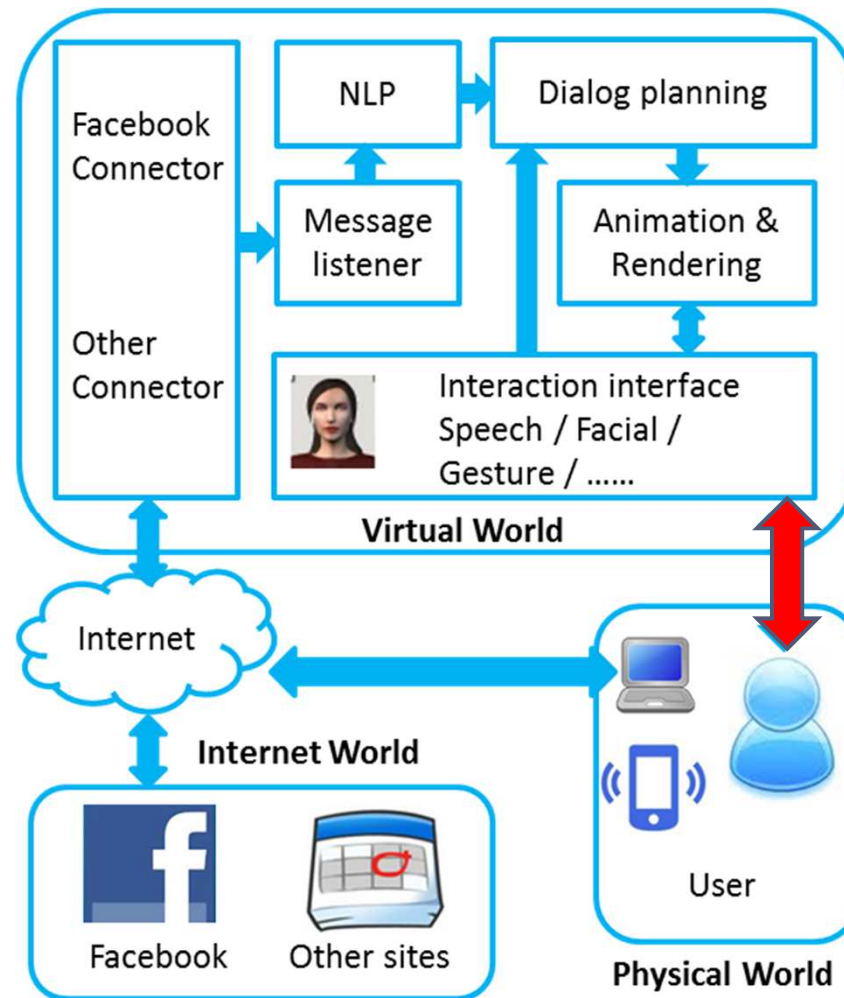 Facebook
Connector
Other
Connector
NLP
Dialog planning
Message
listener
Animation &
Rendering
Interaction interface
Speech / Facial /
Gesture / ......
Virtual World
Internet
Internet World
f
Facebook
Other sites
User
Physical World